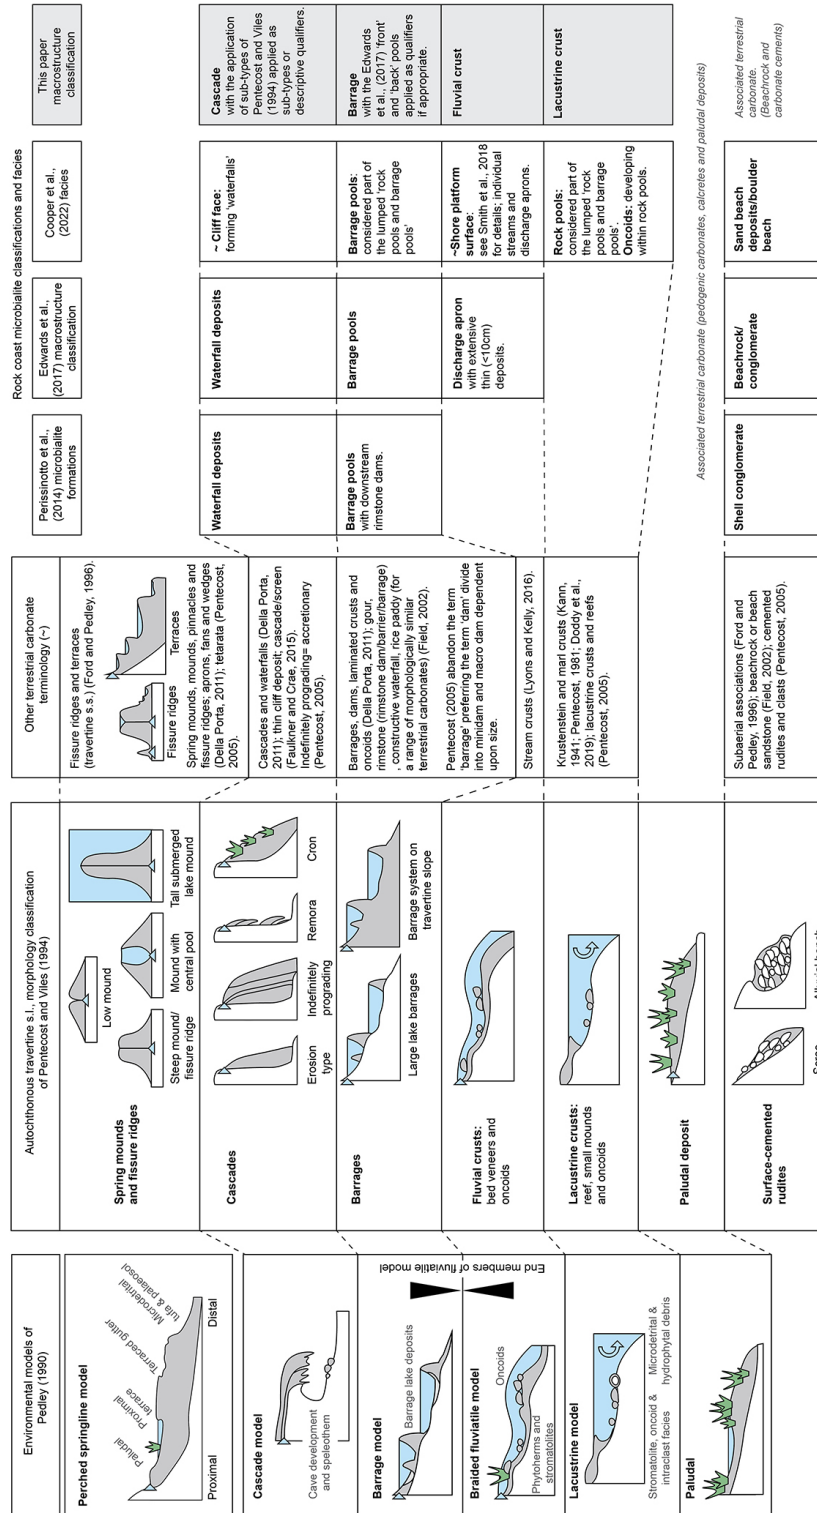 Environmental models of
Pedley (1990)
Perched springline model
Paludal
Proximal
terrace
Terraced gutter
Microdetrital
tufa & palaeosol
Proximal
Distal
Cascade model
Cave development
and speleothem
Barrage model
Barrage lake deposits
Braided fluviatile model
Oncoids
Phytoherms and
stromatolites
End members of
fluviatile model
Lacustrine model
Stromatolite, oncoid &
intraclast facies
Microdetrital &
hydrophytal debris
Paludal
Autochthonous travertine s.l., morphology classification
of Pentecost and Viles (1994)
Spring mounds
and fissure ridges
Low mound
Steep mound/
fissure ridge
Mound with
central pool
Tall submerged
lake mound
Cascades
Erosion
type
Indefinitely
prograding
Remora
Cron
Barrages
Large lake barrages
Barrage system on
travertine slope
Fluvial crusts:
bed veneers and
oncoids
Lacustrine crusts:
reef, small mounds
and oncoids
Paludal deposit
Surface-cemented
rudites
Other terrestrial carbonate
terminology (~)
Fissure ridges and terraces
(travertine s.s.) (Ford and Pedley, 1996).
Fissure ridges
Terraces
Spring mounds, mounds, pinnacles and
fissure ridges; aprons, fans and wedges
(Della Porta, 2011); tetarata (Pentecost,
2005).
Cascades and waterfalls (Della Porta,
2011); thin cliff deposit; cascade/screen
(Faulkner and Crae, 2015).
Indefinitely prograding= accretionary
(Pentecost, 2005).
Barrages, dams, laminated crusts and
oncoids (Della Porta, 2011); gour,
rimstone (rimstone dam/barrier/barrage)
, constructive waterfall, rice paddy (for
a range of morphologically similar
terrestrial carbonates) (Field, 2002).
Pentecost (2005) abandon the term
'barrage' preferring the term 'dam' divide
into minidam and macro dam dependent
upon size.
Stream crusts (Lyons and Kelly, 2016).
Krustenstein and marl crusts (Kann,
1941; Pentecost, 1981; Doddy et al.,
2019); lacustrine crusts and reefs
(Pentecost, 2005).
Subaerial associations (Ford and
Pedley, 1996); beachrock or beach
sandstone (Field, 2002); cemented
rudites and clasts (Pentecost, 2005).
Rock coast microbialite classifications and facies
Perissinotto et al.,
(2014) microbialite
formations
Waterfall deposits
Barrage pools
with downstream
rimstone dams.
Shell conglomerate
Edwards et al.,
(2017) macrostructure
classification
Waterfall deposits
Barrage pools
Discharge apron
with extensive
thin (<10cm)
deposits.
Beachrock/
conglomerate
Cooper et al.,
(2022) facies
~ Cliff face:
forming 'waterfalls'
Barrage pools:
considered part of
the lumped 'rock
pools and barrage
pools'
~Shore platform
surface:
see Smith et al., 2018
for details; individual
streams and
discharge aprons.
Rock pools:
considered part of
the lumped 'rock
pools and barrage
pools'.
Oncoids: developing
within rock pools.
Sand beach
deposits/boulder
beach
This paper
macrostructure
classification
Cascade
with the application
of sub-types of
Pentecost and Viles
(1994) applied as
sub-types or
descriptive qualifiers.
Barrage
with the Edwards
et al., (2017) 'front'
and 'back' pools
applied as qualifiers
if appropriate.
Fluvial crust
Lacustrine crust
Associated terrestrial carbonate (pedogenic carbonates, calcretes and paludal deposits)
Associated terrestrial
carbonate.
(Beachrock and
carbonate cements)